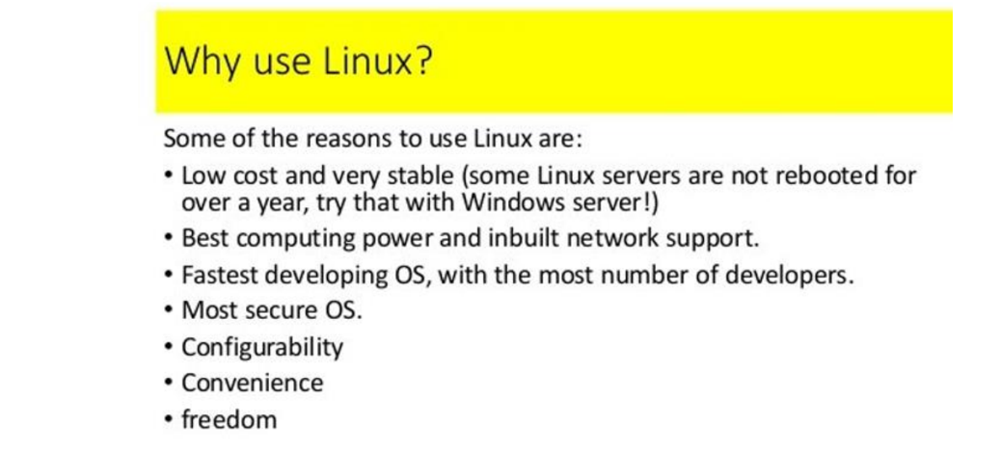 Why use Linux?
Some of the reasons to use Linux are:
• Low cost and very stable (some Linux servers are not rebooted for
over a year, try that with Windows server!)
• Best computing power and inbuilt network support.
• Fastest developing OS, with the most number of developers.
• Most secure OS.
• Configurability
• Convenience
• freedom